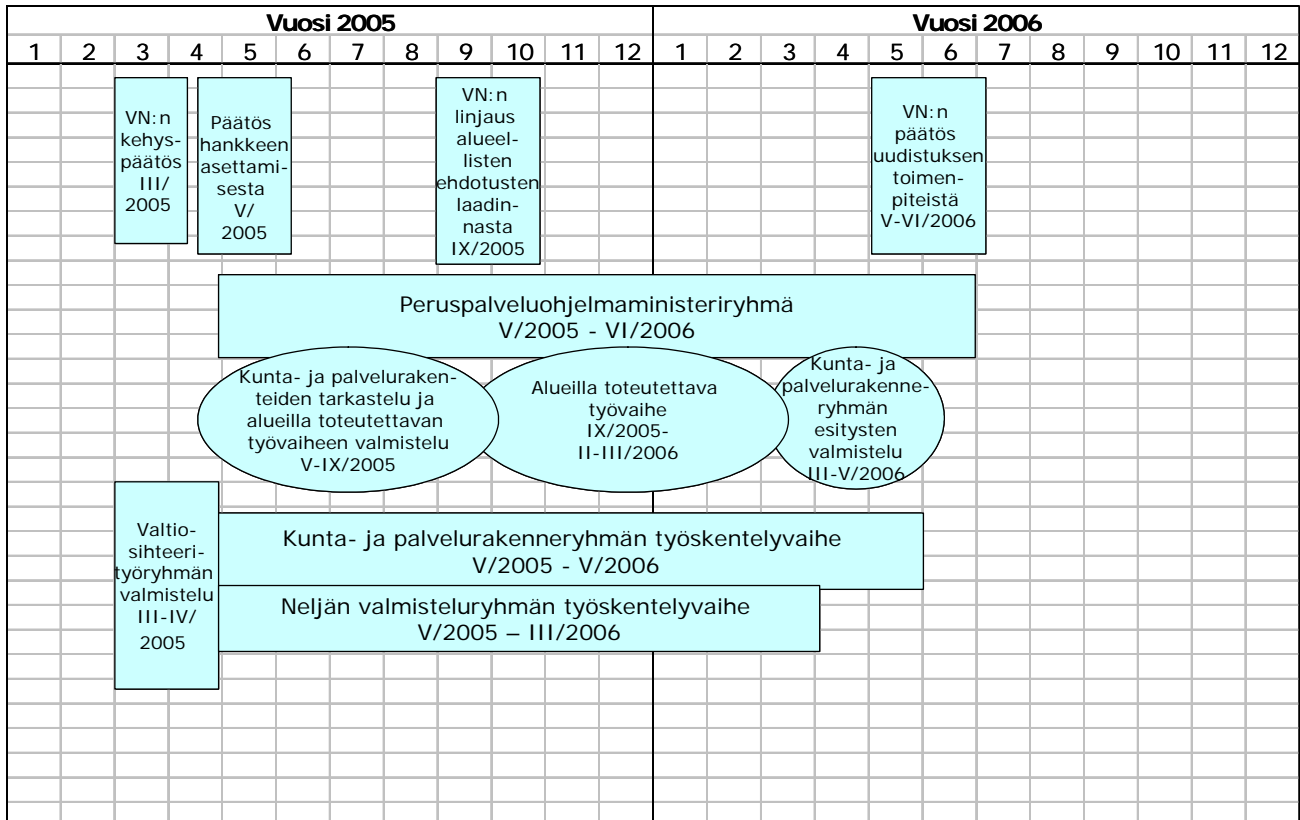 Vuosi 2005 Vuosi 2006
1 2 3 4 5 6 7 8 9 10 11 12 1 2 3 4 5 6 7 8 9 10 11 12
VN:n
kehys-
päätös
III/
2005
Päätös
hankkeen
asettami-
sesta
V/
2005
VN:n
linjaus
alueel-
listen
ehdotusten
laadin-
nasta
IX/2005
VN:n
päätös
uudistuksen
toimen-
piteistä
V-VI/2006
Peruspalveluohjelmaministeriryhmä
V/2005 - VI/2006
Kunta- ja palveluraken-
teiden tarkastelu ja
alueilla toteutettavan
työvaiheen valmistelu
V-IX/2005
Alueilla toteutettava
työvaihe
IX/2005-
II-III/2006
Kunta- ja
palvelurakenne-
ryhmän
esitysten
valmistelu
III-V/2006
Valtio-
sihteeri-
työryhmän
valmistelu
III-IV/
2005
Kunta- ja palvelurakenneryhmän työskentelyvaihe
V/2005 - V/2006
Neljän valmisteluryhmän työskentelyvaihe
V/2005 – III/2006